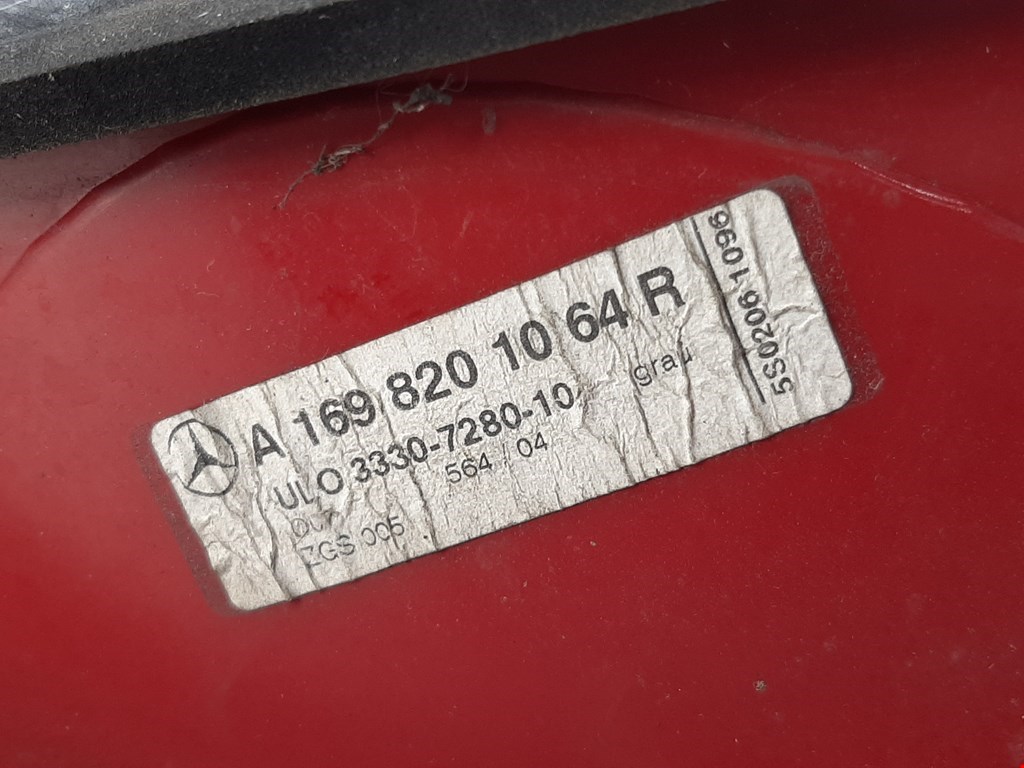 A 169 820 10 64 R
ULO 3330-7280-10 grau
564 / 04
ZGS 005
5S0206 1096